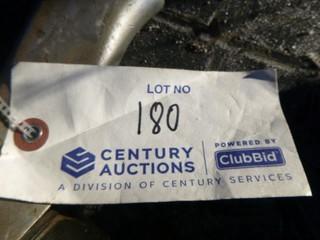 LOT NO
180
CENTURY AUCTIONS
POWERED BY
ClubBid
A DIVISION OF CENTURY SERVICES